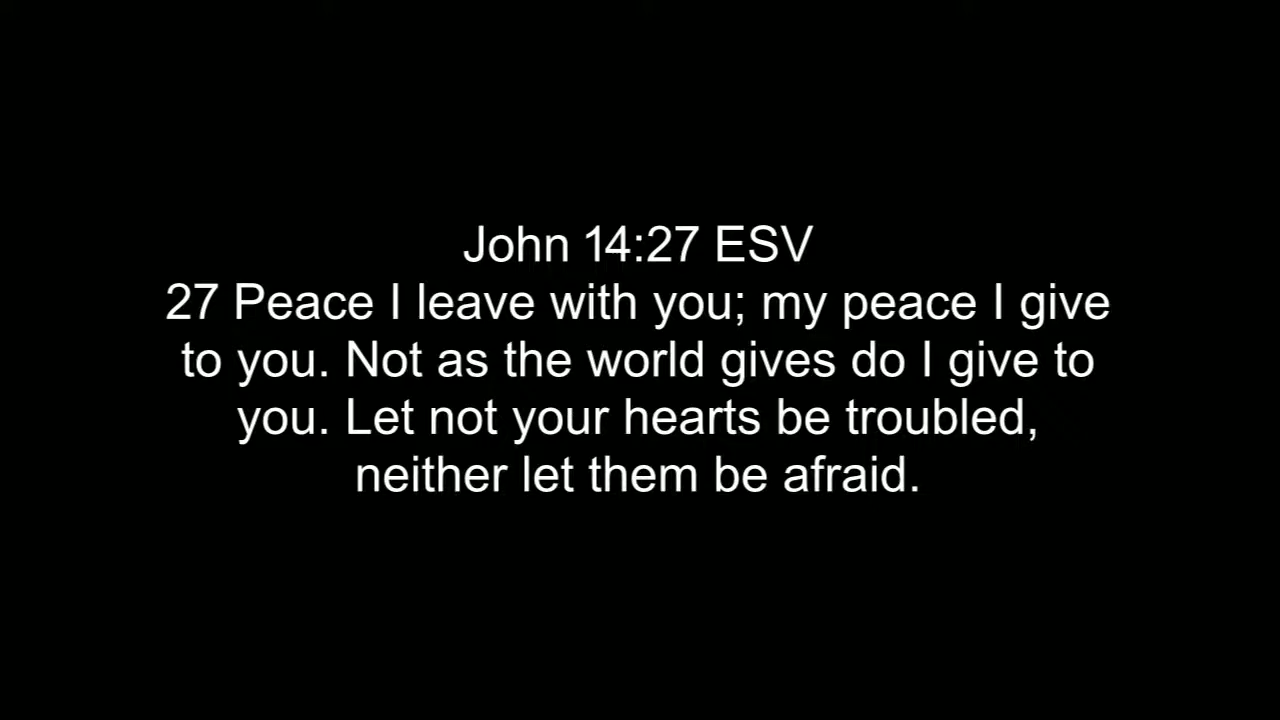 John 14:27 ESV
27 Peace I leave with you; my peace I give
to you. Not as the world gives do I give to
you. Let not your hearts be troubled,
neither let them be afraid.